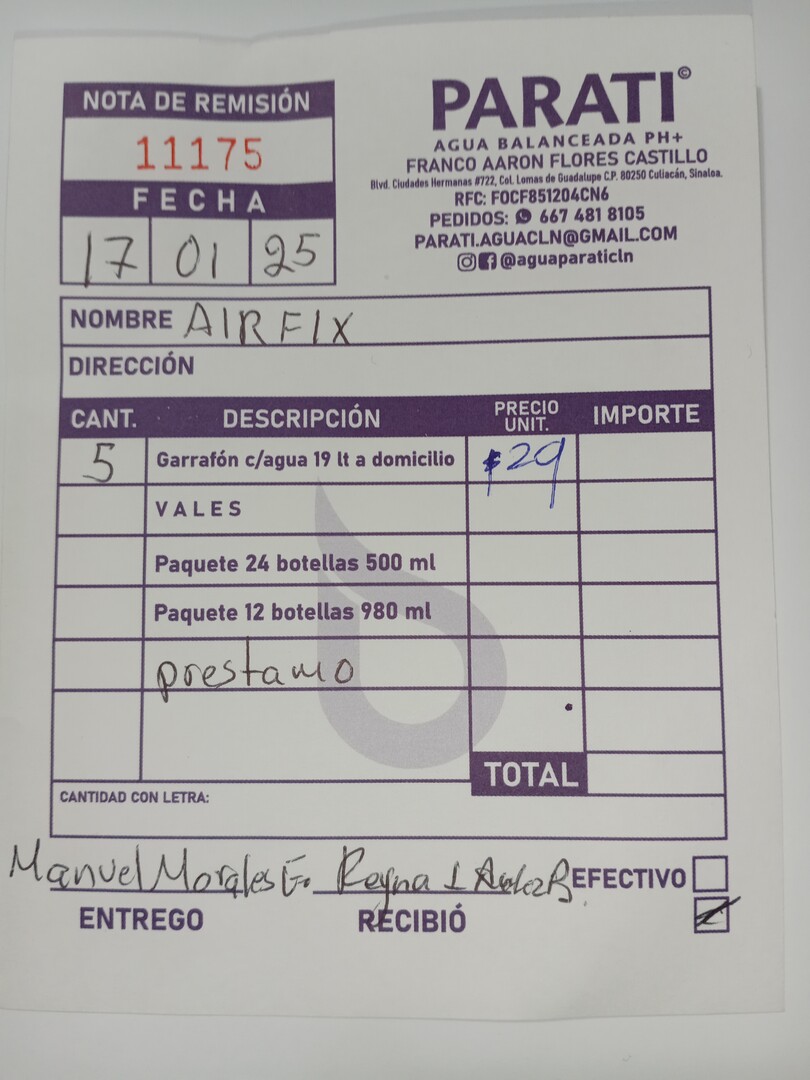 NOTA DE REMISIÓN
11175
FECHA
17 01 25
PARATI©
AGUA BALANCEADA PH+
FRANCO AARON FLORES CASTILLO
Blvd. Ciudades Hermanas #722, Col. Lomas de Guadalupe C.P. 80250 Culiacán, Sinaloa.
RFC: FOCF851204CN6
PEDIDOS: 667 481 8105
PARATI.AGUACLN@GMAIL.COM
@aguaparaticln
NOMBRE AIRFIX
DIRECCIÓN
CANT. DESCRIPCIÓN PRECIO UNIT. IMPORTE
5 Garrafón c/agua 19 lt a domicilio $29
VALES
Paquete 24 botellas 500 ml
Paquete 12 botellas 980 ml
prestamo
TOTAL
CANTIDAD CON LETRA:
Manuel Morales Reyna EFECTIVO
ENTREGO RECIBIÓ